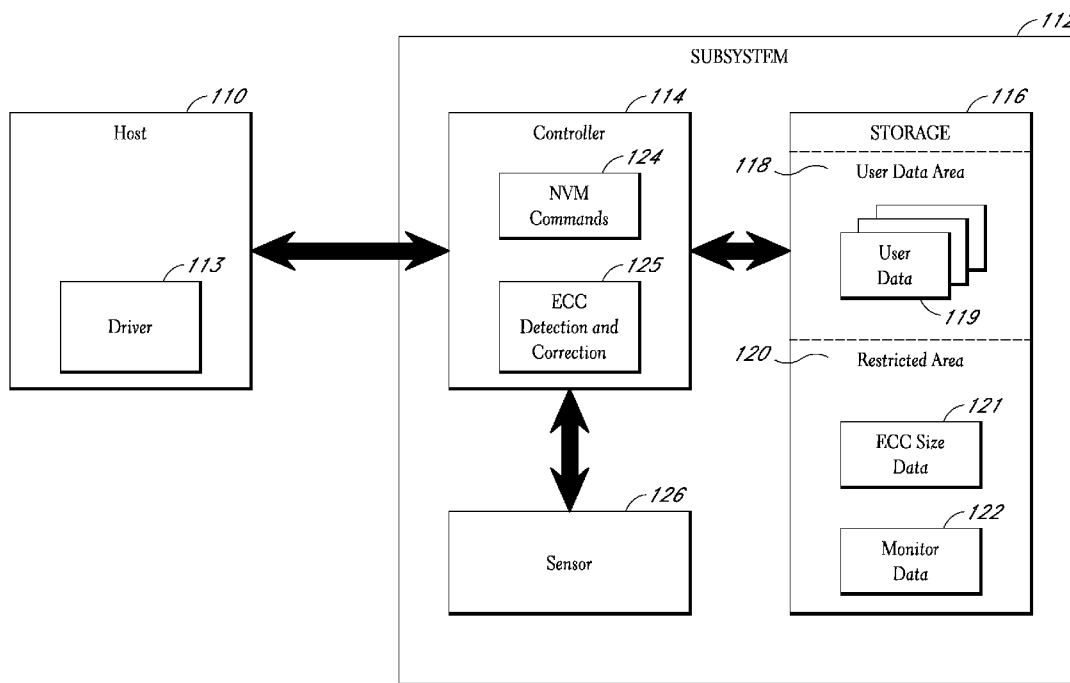 112
SUBSYSTEM
110
Host
113
Driver
114
Controller
124
NVM
Commands
125
ECC
Detection and
Correction
126
Sensor
116
STORAGE
118
User Data Area
User
Data
119
120
Restricted Area
121
ECC Size
Data
122
Monitor
Data